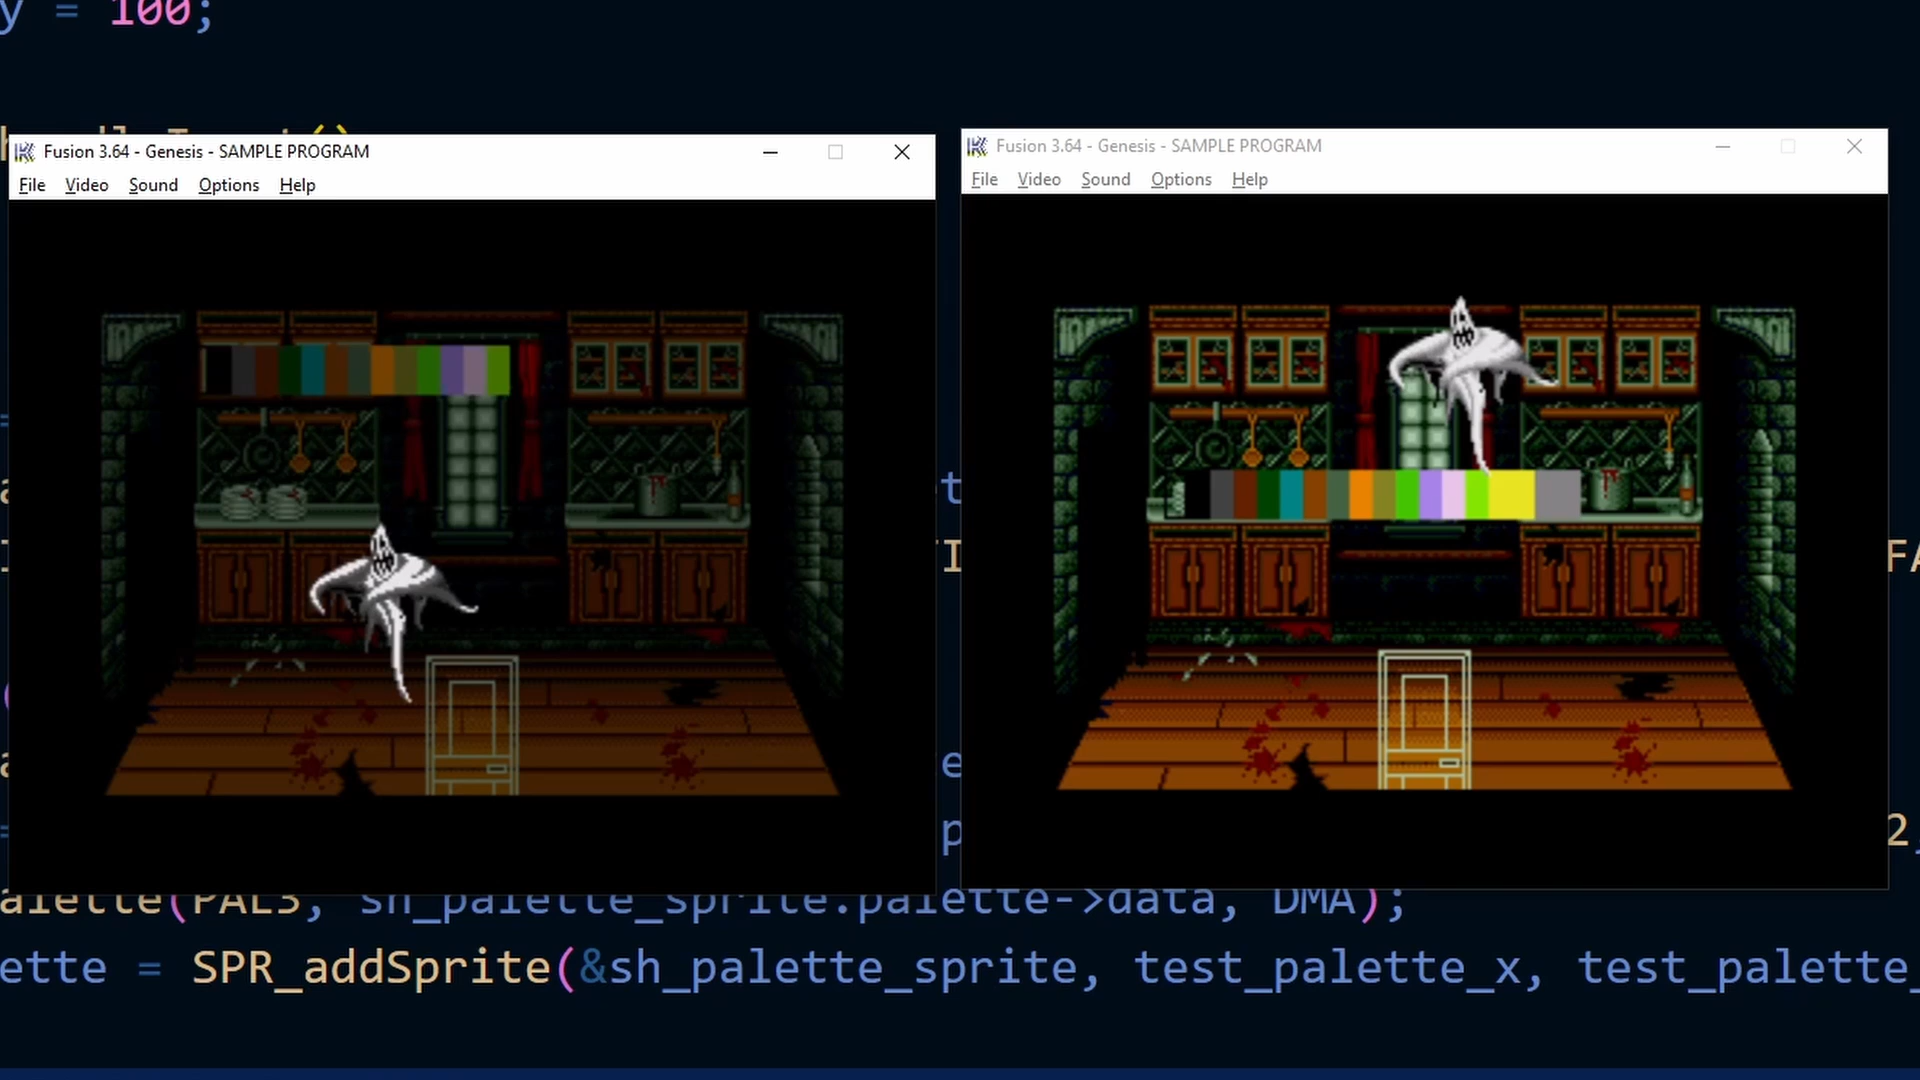 y = 100;
Fusion 3.64 - Genesis - SAMPLE PROGRAM
File Video Sound Options Help
Fusion 3.64 - Genesis - SAMPLE PROGRAM
File Video Sound Options Help
alette(PAL3, sh_palette_sprite.palette->data, DMA);
ette = SPR_addSprite(&sh_palette_sprite, test_palette_x, test_palette_